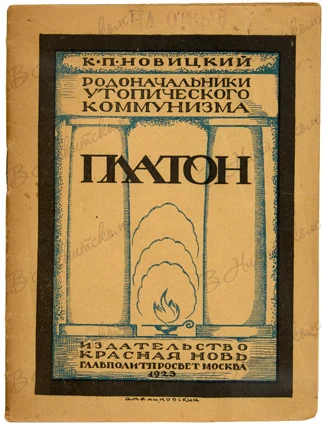 К·П·НОВИЦКИЙ
РОДОНАЧАЛЬНИКИ
УТОПИЧЕСКОГО
КОММУНИЗМА
ПЛАТОН
ИЗДАТЕЛЬСТВО
КРАСНАЯ НОВЬ
ГЛАВПОЛИТПРОСВЕТ МОСКВА
1923